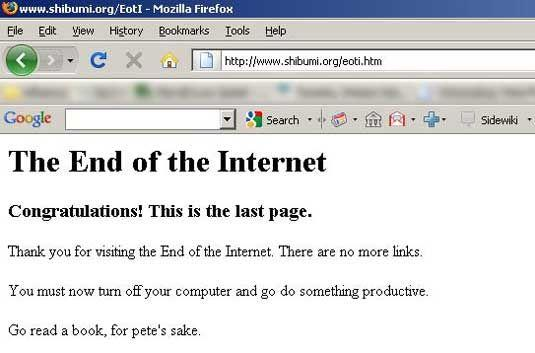 www.shibumi.org/EotI - Mozilla Firefox
File Edit View History Bookmarks Tools Help
http://www.shibumi.org/eoti.htm
Google Search Sidewiki
The End of the Internet
Congratulations! This is the last page.
Thank you for visiting the End of the Internet. There are no more links.
You must now turn off your computer and go do something productive.
Go read a book, for pete's sake.